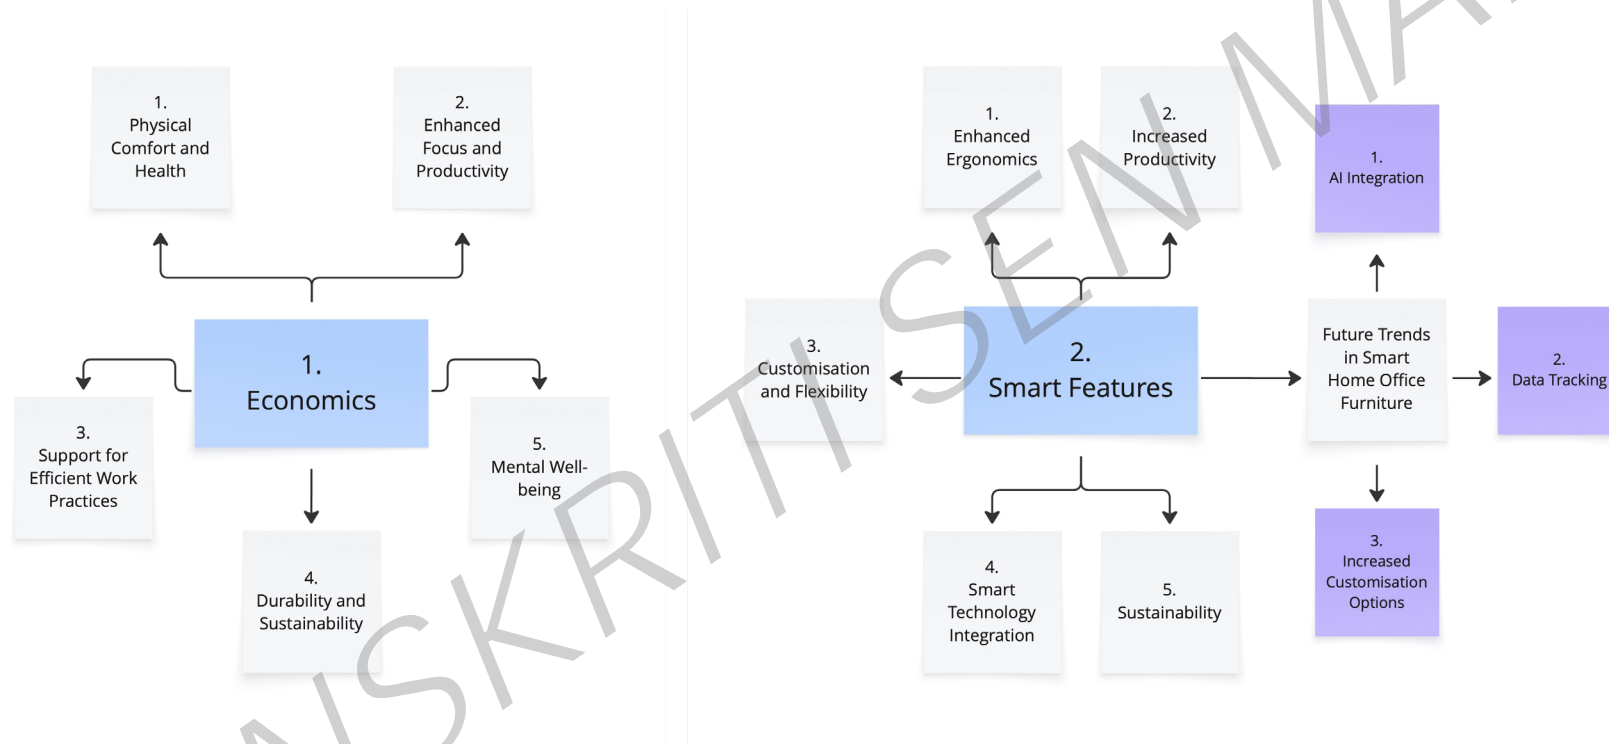 1.
Physical
Comfort and
Health
2.
Enhanced
Focus and
Productivity
1.
Economics
3.
Support for
Efficient Work
Practices
4.
Durability and
Sustainability
5.
Mental Well-
being
1.
Enhanced
Ergonomics
2.
Increased
Productivity
3.
Customisation
and Flexibility
2.
Smart Features
4.
Smart
Technology
Integration
5.
Sustainability
Future Trends
in Smart
Home Office
Furniture
1.
AI Integration
2.
Data Tracking
3.
Increased
Customisation
Options
NSKRITI SEN MA